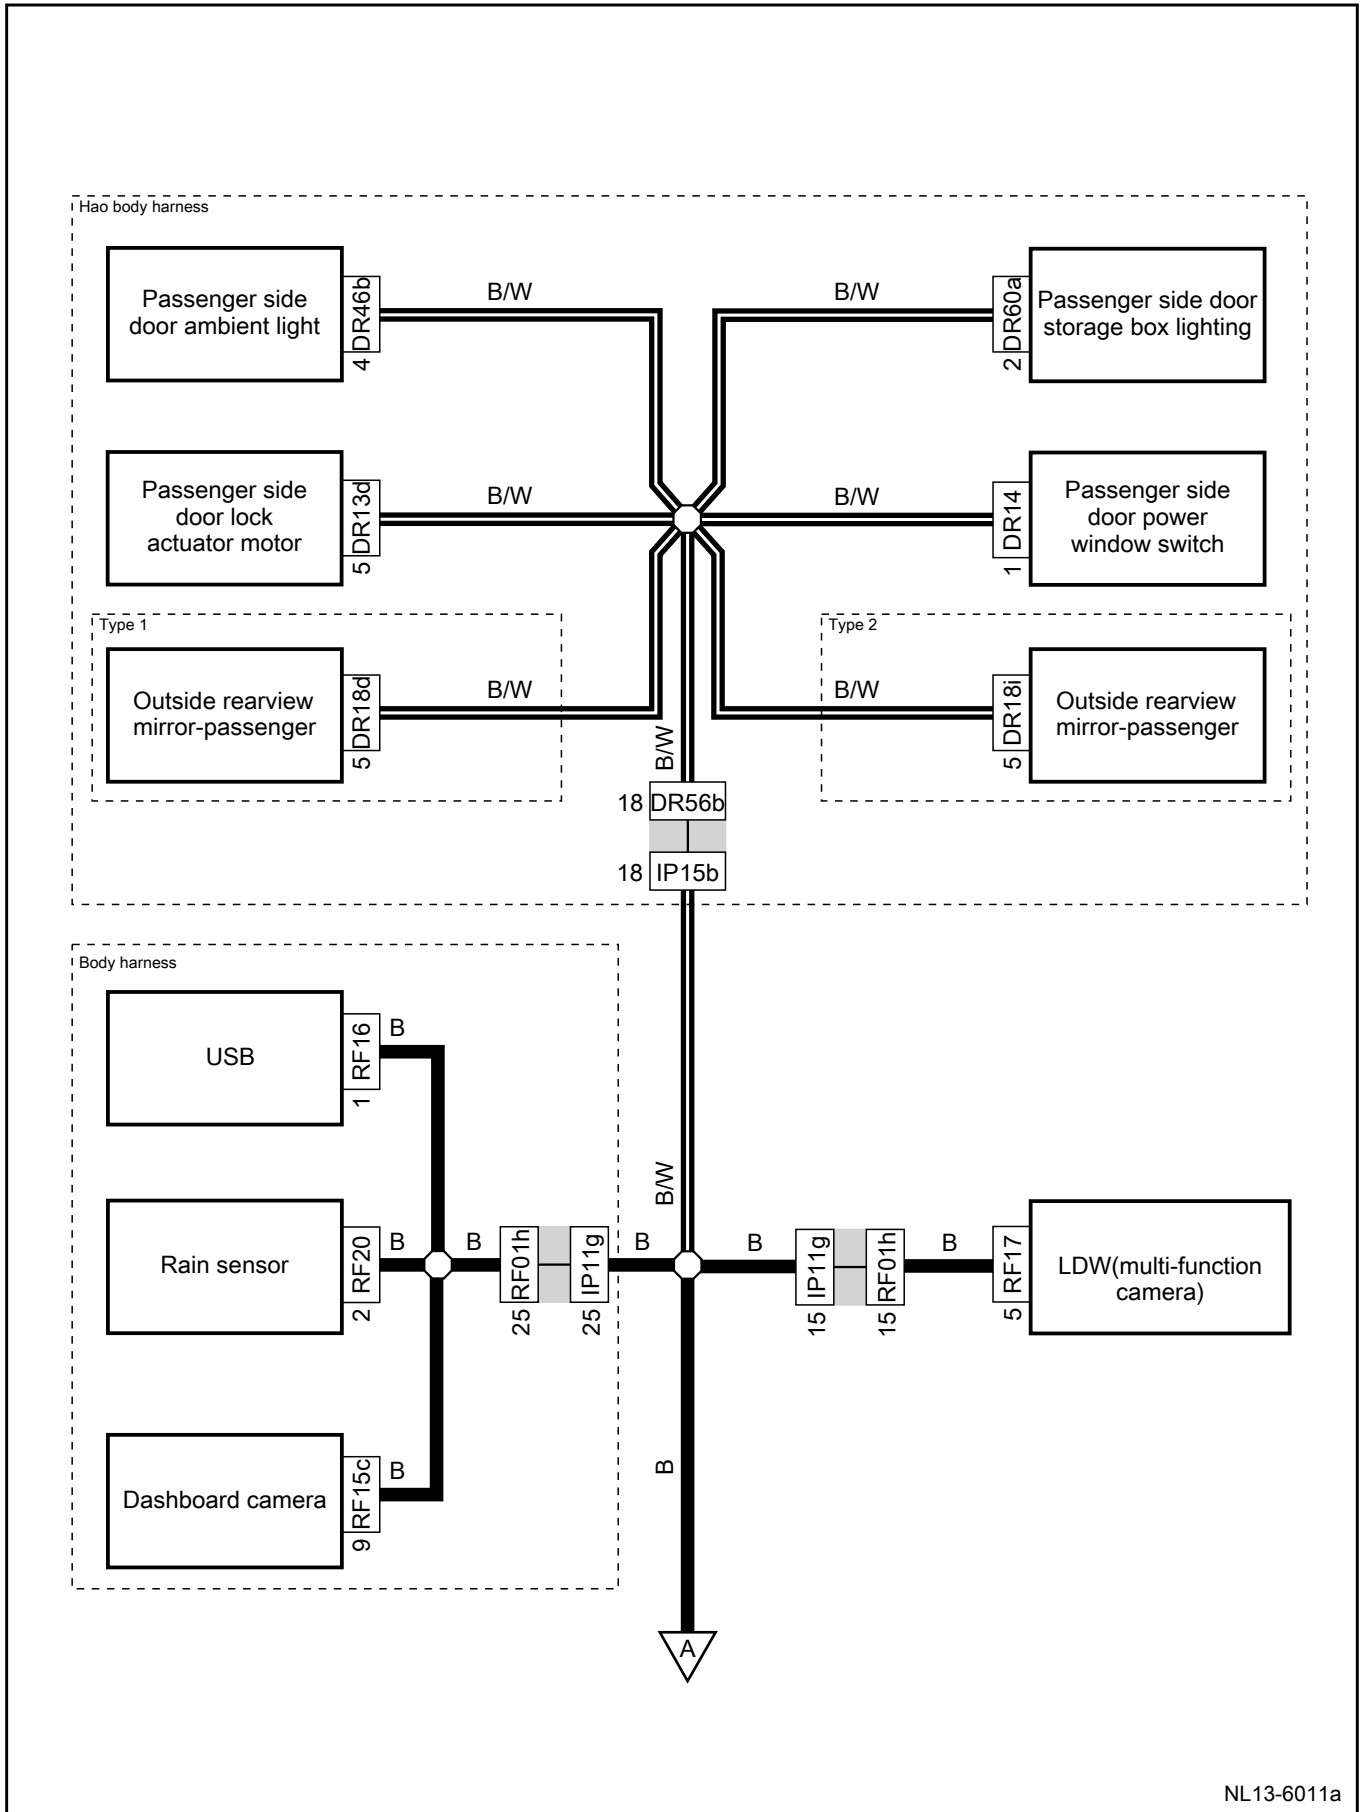 Hao body harness
Passenger side
door ambient light
4 DR46b
B/W
B/W
2 DR60a
Passenger side door
storage box lighting
Passenger side
door lock
actuator motor
5 DR13d
B/W
B/W
1 DR14
Passenger side
door power
window switch
Type 1
Outside rearview
mirror-passenger
5 DR18d
B/W
B/W
Type 2
B/W
5 DR18i
Outside rearview
mirror-passenger
18 DR56b
18 IP15b
Body harness
USB
1 RF16
B
B/W
Rain sensor
2 RF20
B
B
25 RF01h
25 IP11g
B
B
15 IP11g
15 RF01h
B
5 RF17
LDW(multi-function
camera)
Dashboard camera
9 RF15c
B
B
A
NL13-6011a